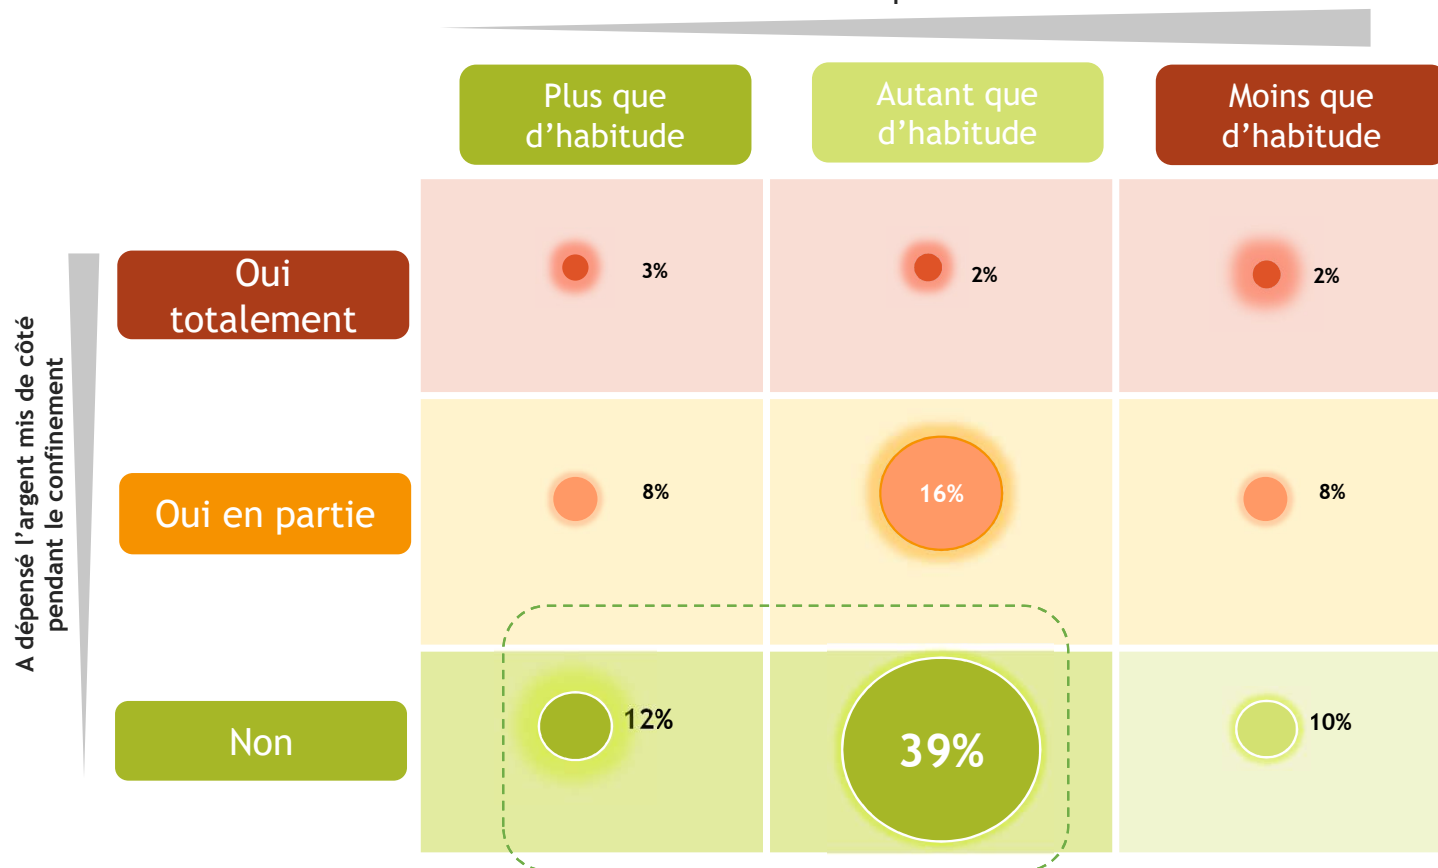 Plus que
d’habitude
Autant que
d’habitude
Moins que
d’habitude
A dépensé l’argent mis de côté
pendant le confinement
Oui
totalement
3%
2%
2%
Oui en partie
8%
16%
8%
Non
12%
39%
10%